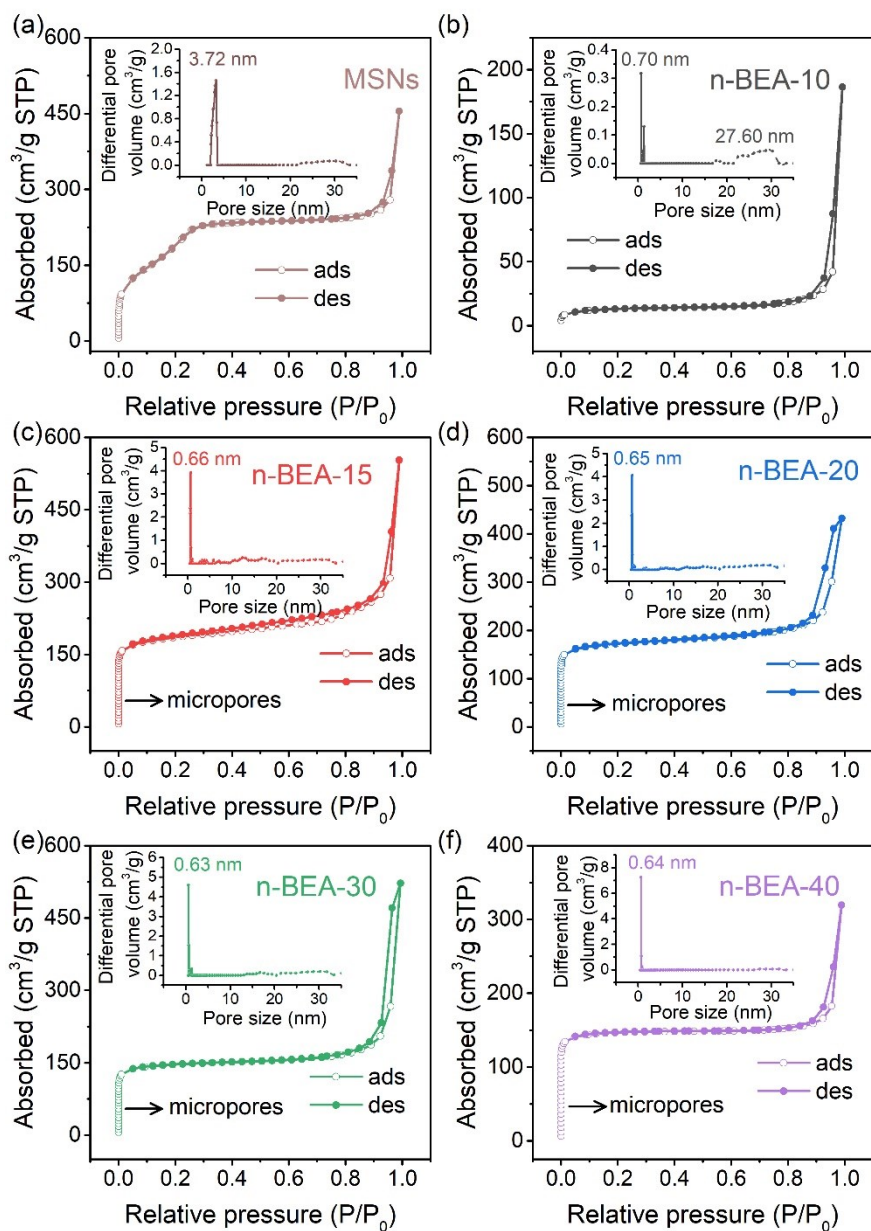 (a)
600
450
300
150
0
Absorbed (cm³/g STP)
0.0 0.2 0.4 0.6 0.8 1.0
Relative pressure (P/P₀)
Differential pore
volume (cm³/g)
2.0
1.6
1.2
0.8
0.4
0.0
0 10 20 30
Pore size (nm)
3.72 nm
MSNs
ads
des
(b)
200
150
100
50
0
Absorbed (cm³/g STP)
0.0 0.2 0.4 0.6 0.8 1.0
Relative pressure (P/P₀)
Differential pore
volume (cm³/g)
0.4
0.3
0.2
0.1
0.0
0 10 20 30
Pore size (nm)
0.70 nm
27.60 nm
n-BEA-10
ads
des
(c)
600
450
300
150
0
Absorbed (cm³/g STP)
0.0 0.2 0.4 0.6 0.8 1.0
Relative pressure (P/P₀)
Differential pore
volume (cm³/g)
5
4
3
2
1
0
0 10 20 30
Pore size (nm)
0.66 nm
n-BEA-15
ads
des
micropores
(d)
500
400
300
200
100
0
Absorbed (cm³/g STP)
0.0 0.2 0.4 0.6 0.8 1.0
Relative pressure (P/P₀)
Differential pore
volume (cm³/g)
5
4
3
2
1
0
0 10 20 30
Pore size (nm)
0.65 nm
n-BEA-20
ads
des
micropores
(e)
600
450
300
150
0
Absorbed (cm³/g STP)
0.0 0.2 0.4 0.6 0.8 1.0
Relative pressure (P/P₀)
Differential pore
volume (cm³/g)
6
5
4
3
2
1
0
0 10 20 30
Pore size (nm)
0.63 nm
n-BEA-30
ads
des
micropores
(f)
400
300
200
100
0
Absorbed (cm³/g STP)
0.0 0.2 0.4 0.6 0.8 1.0
Relative pressure (P/P₀)
Differential pore
volume (cm³/g)
8
6
4
2
0
0 10 20 30
Pore size (nm)
0.64 nm
n-BEA-40
ads
des
micropores